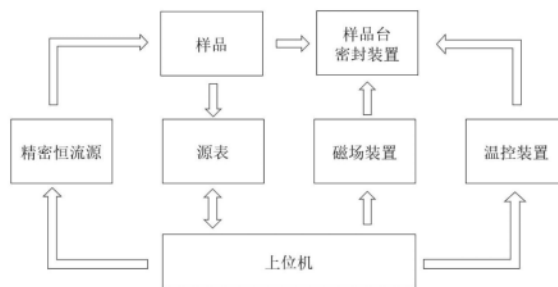 样品
样品台
密封装置
精密恒流源
源表
磁场装置
温控装置
上位机